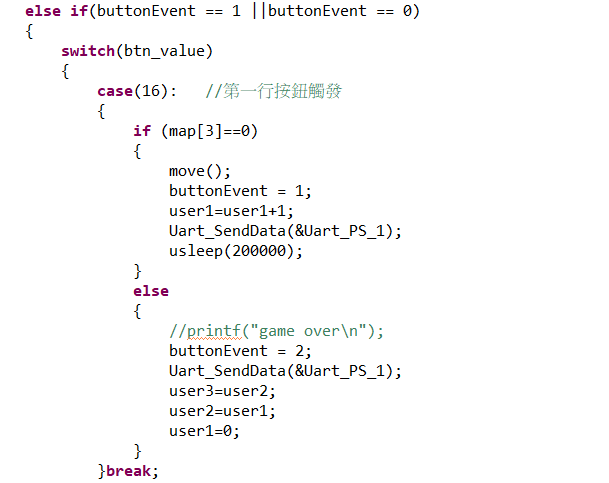 else if(buttonEvent == 1 ||buttonEvent == 0)
{
    switch(btn_value)
    {
        case(16):   //第一行按鈕觸發
        {
            if (map[3]==0)
            {
                move();
                buttonEvent = 1;
                user1=user1+1;
                Uart_SendData(&Uart_PS_1);
                usleep(200000);
            }
            else
            {
                //printf("game over\n");
                buttonEvent = 2;
                Uart_SendData(&Uart_PS_1);
                user3=user2;
                user2=user1;
                user1=0;
            }
        }break;